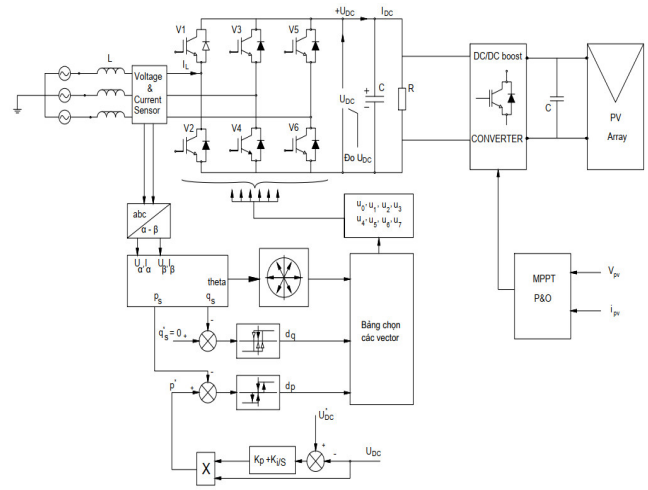 +U_DC I_DC
V1 V3 V5
L
I_L
Voltage
&
Current
Sensor
DC/DC boost
CONVERTER
U_DC
+
−
C
R
C
PV
Array
V2 V4 V6
Đo U_DC
abc
α - β
u_0, u_1, u_2, u_3
u_4, u_5, u_6, u_7
U_α I_α U_β I_β
theta
p_s q_s
MPPT
P&O
V_pv
i_pv
Bảng chọn
các vector
q*_s = 0 +
-
d_q
-
p* +
dp
U*_DC
+
-
U_DC
Kp +K_i/S
X